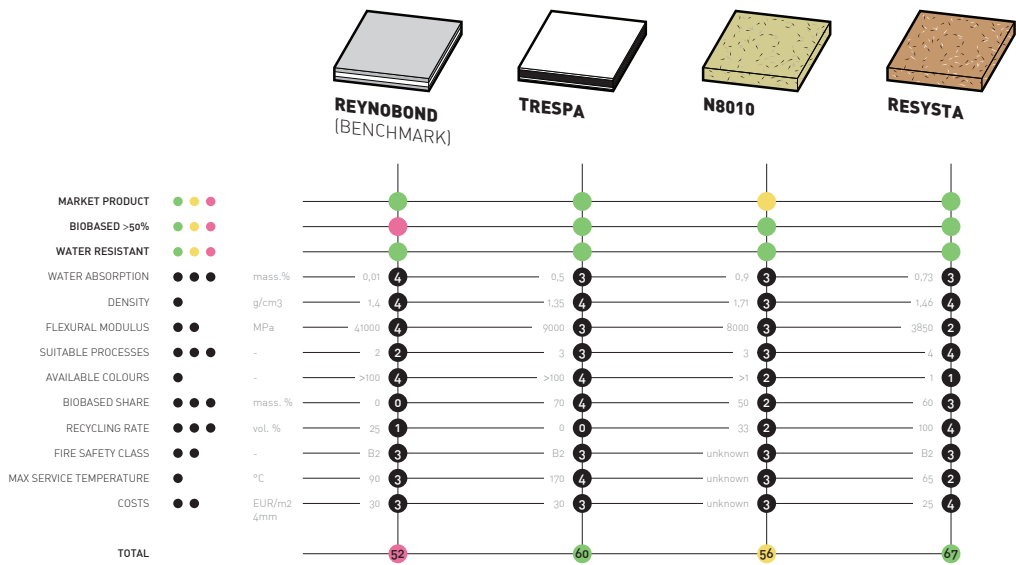 REYNOBOND
(BENCHMARK)
TRESPA
N8010
RESYSTA
MARKET PRODUCT
BIOBASED >50%
WATER RESISTANT
WATER ABSORPTION mass.% 0,01 4 0,5 3 0,9 3 0,73 3
DENSITY g/cm3 1,4 4 1,35 4 1,71 3 1,46 4
FLEXURAL MODULUS MPa 41000 4 9000 3 8000 3 3850 2
SUITABLE PROCESSES - 2 2 3 3 3 3 4 4
AVAILABLE COLOURS - >100 4 >100 4 >1 2 1 1
BIOBASED SHARE mass. % 0 0 70 4 50 2 60 3
RECYCLING RATE vol. % 25 1 0 0 33 2 100 4
FIRE SAFETY CLASS - B2 3 B2 3 unknown 3 B2 3
MAX SERVICE TEMPERATURE °C 90 3 170 4 unknown 3 65 2
COSTS EUR/m2 30 3 30 3 unknown 3 25 4
4mm
TOTAL 52 60 56 67